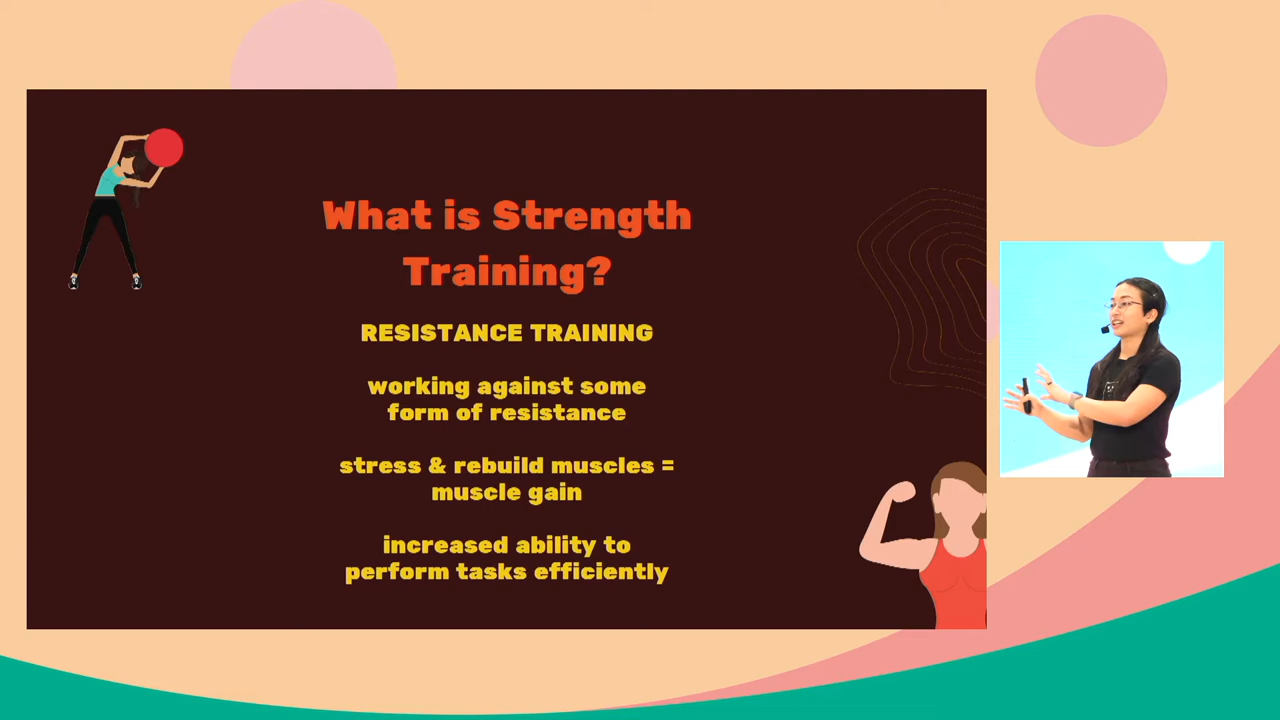 What is Strength
Training?
RESISTANCE TRAINING
working against some
form of resistance
stress & rebuild muscles =
muscle gain
increased ability to
perform tasks efficiently